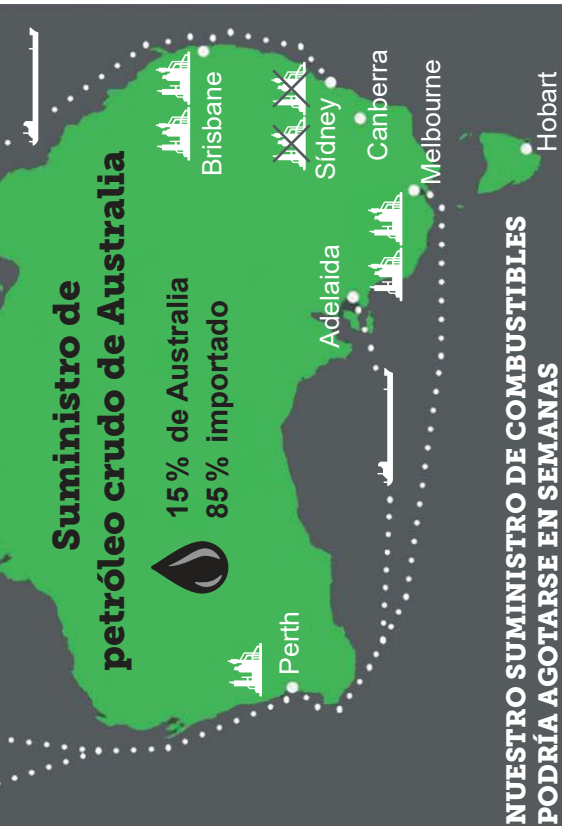 Suministro de
petróleo crudo de Australia
15 % de Australia
85 % importado
Brisbane
Sídney
Canberra
Melbourne
Hobart
Adelaida
Perth
NUESTRO SUMINISTRO DE COMBUSTIBLES
PODRÍA AGOTARSE EN SEMANAS